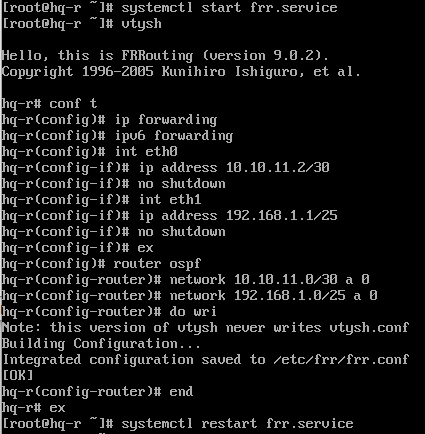 [root@hq-r ~]# systemctl start frr.service
[root@hq-r ~]# vtysh
Hello, this is FRRouting (version 9.0.2).
Copyright 1996-2005 Kunihiro Ishiguro, et al.
hq-r# conf t
hq-r(config)# ip forwarding
hq-r(config)# ipv6 forwarding
hq-r(config)# int eth0
hq-r(config-if)# ip address 10.10.11.2/30
hq-r(config-if)# no shutdown
hq-r(config-if)# int eth1
hq-r(config-if)# ip address 192.168.1.1/25
hq-r(config-if)# no shutdown
hq-r(config-if)# ex
hq-r(config)# router ospf
hq-r(config-router)# network 10.10.11.0/30 a 0
hq-r(config-router)# network 192.168.1.0/25 a 0
hq-r(config-router)# do wri
Note: this version of vtysh never writes vtysh.conf
Building Configuration...
Integrated configuration saved to /etc/frr/frr.conf
[OK]
hq-r(config-router)# end
hq-r# ex
[root@hq-r ~]# systemctl restart frr.service